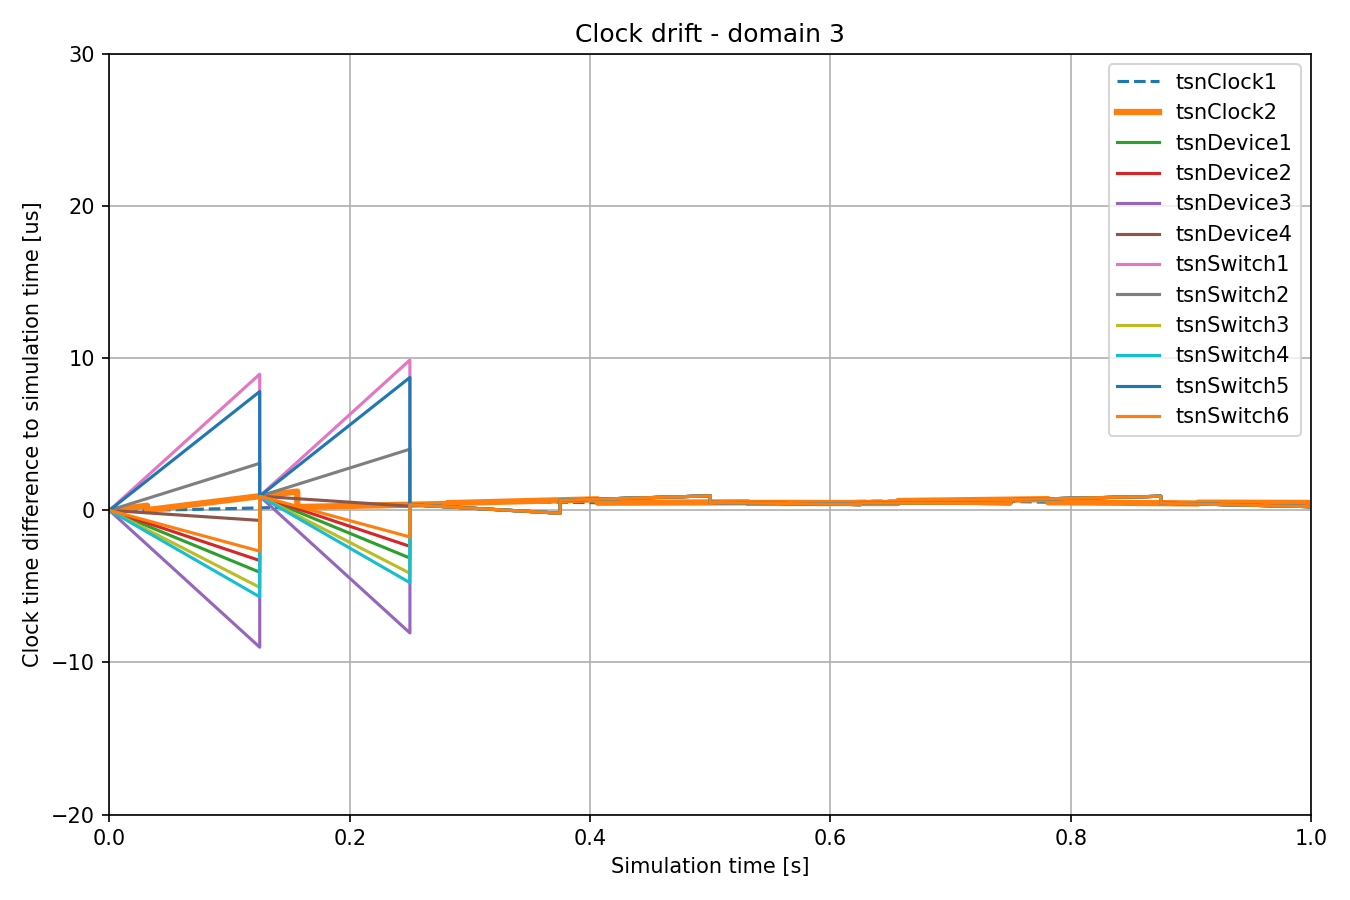 Clock drift - domain 3
Clock time difference to simulation time [us]
30
20
10
0
−10
−20
0.0
0.2
0.4
0.6
0.8
1.0
Simulation time [s]
tsnClock1
tsnClock2
tsnDevice1
tsnDevice2
tsnDevice3
tsnDevice4
tsnSwitch1
tsnSwitch2
tsnSwitch3
tsnSwitch4
tsnSwitch5
tsnSwitch6